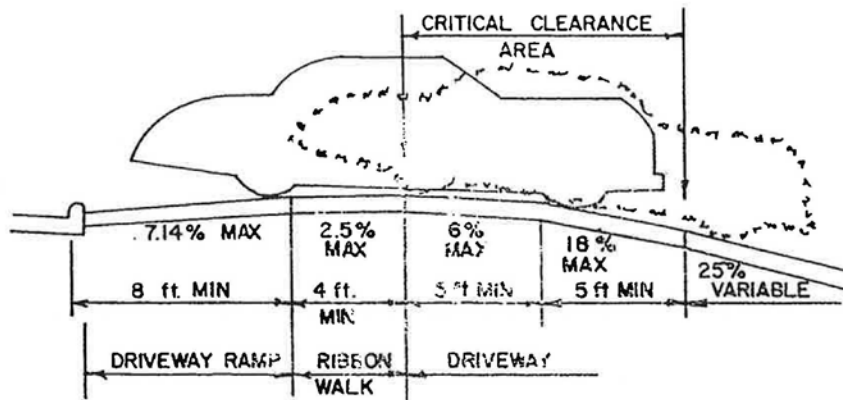 CRITICAL CLEARANCE
AREA
7.14% MAX
2.5%
MAX
6%
MAX
18%
MAX
25%
VARIABLE
8 ft. MIN
4 ft.
MIN
5 ft MIN
5 ft MIN
DRIVEWAY RAMP
RIBBON
WALK
DRIVEWAY